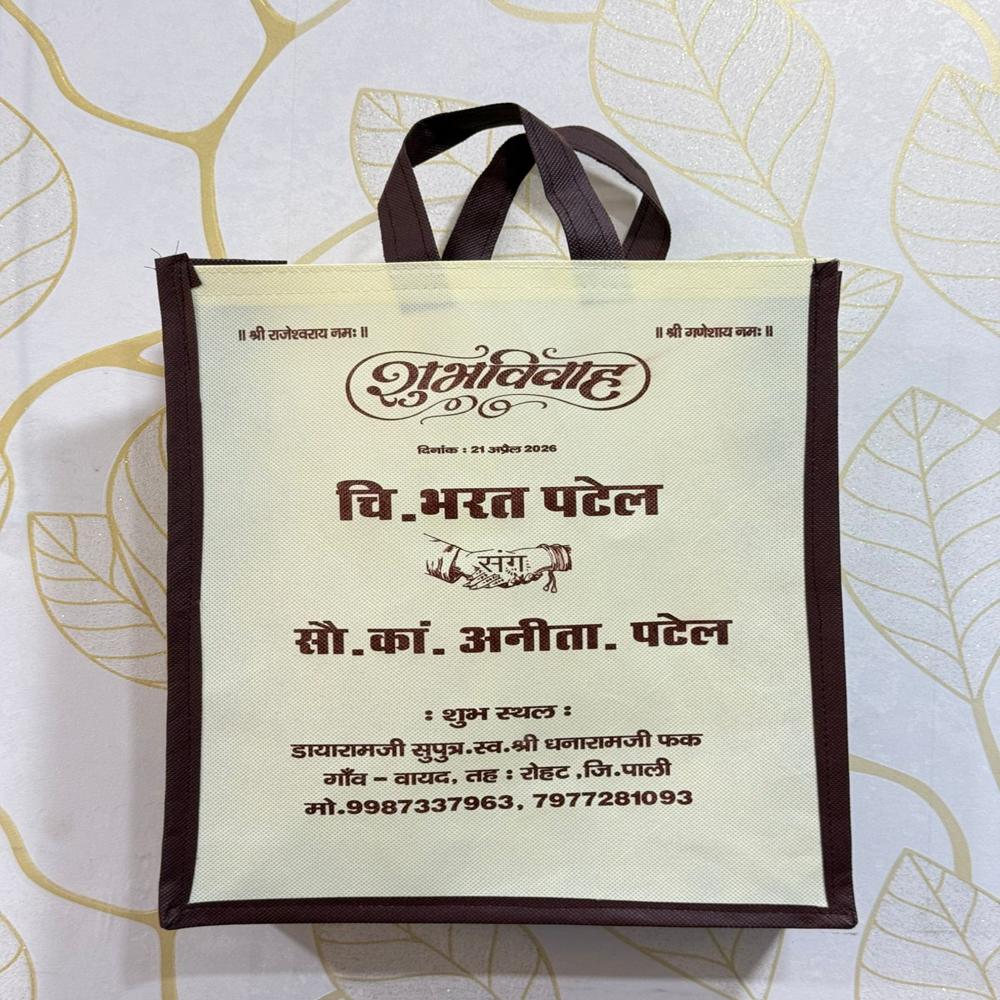 ॥ श्री राजेश्वराय नमः ॥ ॥ श्री गणेशाय नमः ॥
शुभविवाह
दिनांक : 21 अप्रैल 2026
चि.भरत पटेल
संग
सौ.कां. अनीता. पटेल
: शुभ स्थल :
डायारामजी सुपुत्र.स्व.श्री धनारामजी फक
गाँव - वायद, तह : रोहट ,जि.पाली
मो.9987337963, 7977281093